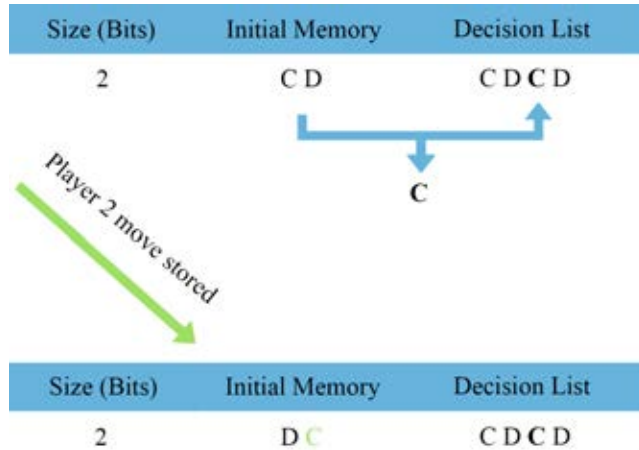 Size (Bits) Initial Memory Decision List
2 C D C D C D
C
Player 2 move stored
Size (Bits) Initial Memory Decision List
2 D C C D C D